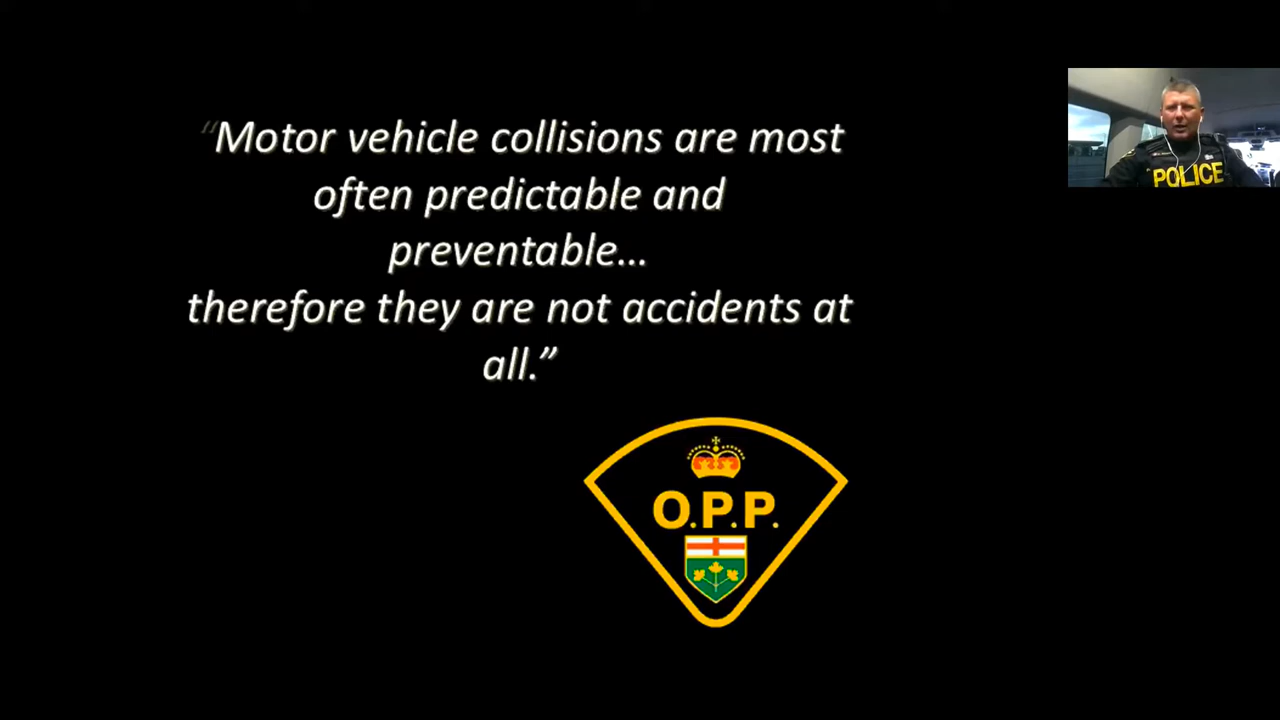 “Motor vehicle collisions are most
often predictable and
preventable…
therefore they are not accidents at
all.”
O.P.P.
POLICE